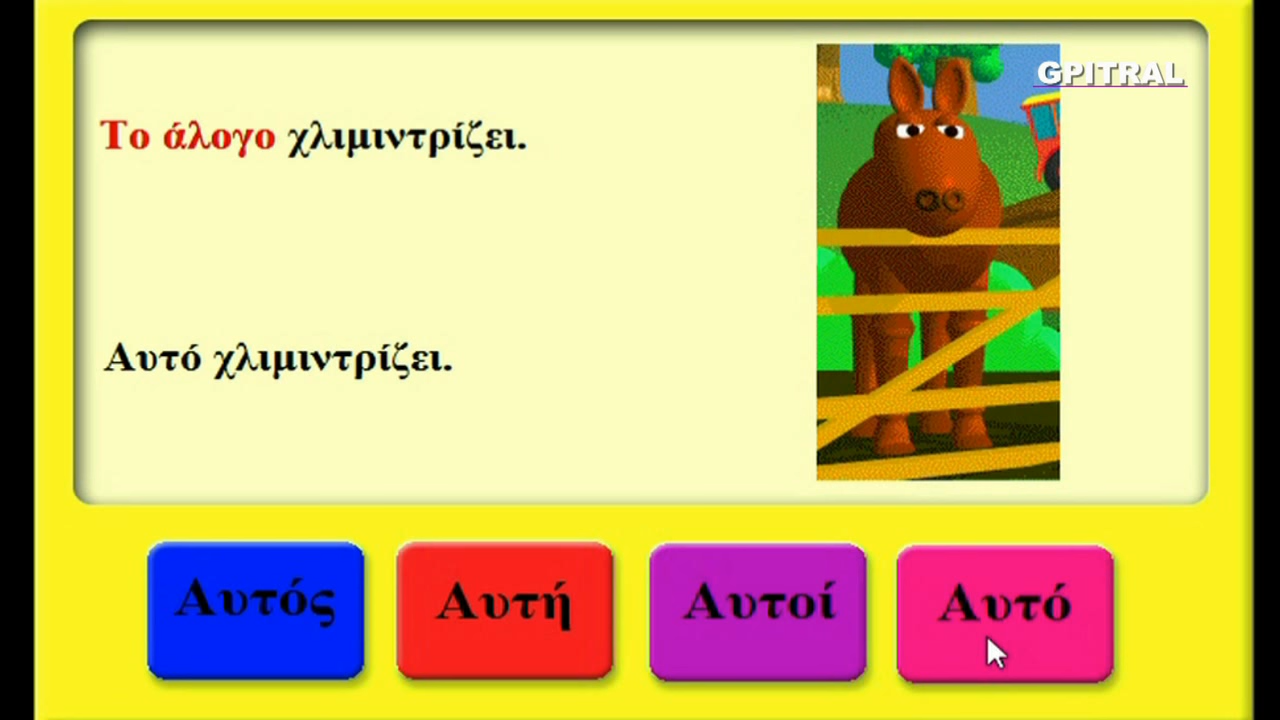 GPITRAL
Το άλογο χλιμιντρίζει.
Αυτό χλιμιντρίζει.
Αυτός
Αυτή
Αυτοί
Αυτό